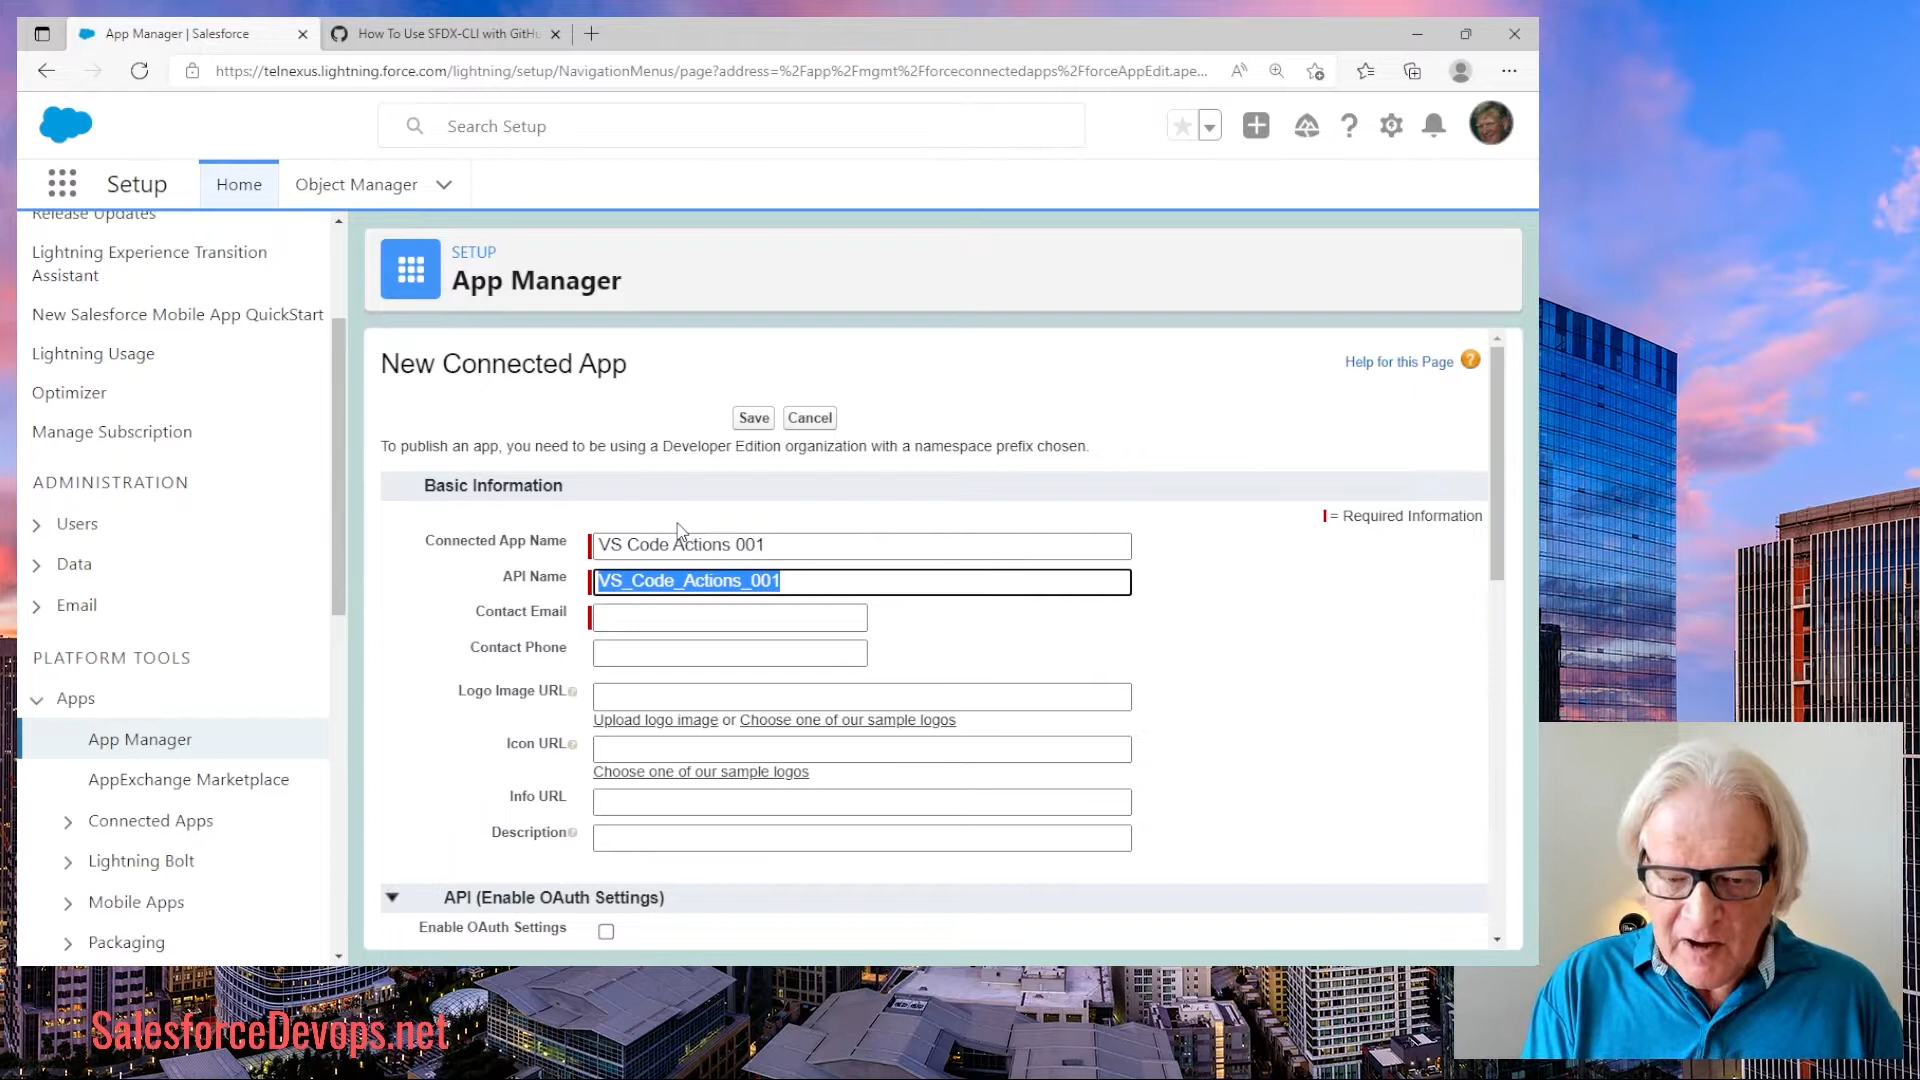 App Manager | Salesforce
How To Use SFDX-CLI with GitHu
https://telnexus.lightning.force.com/lightning/setup/NavigationMenus/page?address=%2Fapp%2Fmgmt%2Fforceconnectedapps%2FforceAppEdit.ape...
Search Setup
Setup
Home
Object Manager
Release Updates
Lightning Experience Transition
Assistant
New Salesforce Mobile App QuickStart
Lightning Usage
Optimizer
Manage Subscription
ADMINISTRATION
Users
Data
Email
PLATFORM TOOLS
Apps
App Manager
AppExchange Marketplace
Connected Apps
Lightning Bolt
Mobile Apps
Packaging
SETUP
App Manager
New Connected App
Help for this Page
Save Cancel
To publish an app, you need to be using a Developer Edition organization with a namespace prefix chosen.
Basic Information
= Required Information
Connected App Name VS Code Actions 001
API Name VS_Code_Actions_001
Contact Email
Contact Phone
Logo Image URL
Upload logo image or Choose one of our sample logos
Icon URL
Choose one of our sample logos
Info URL
Description
API (Enable OAuth Settings)
Enable OAuth Settings
SalesforceDevops.net